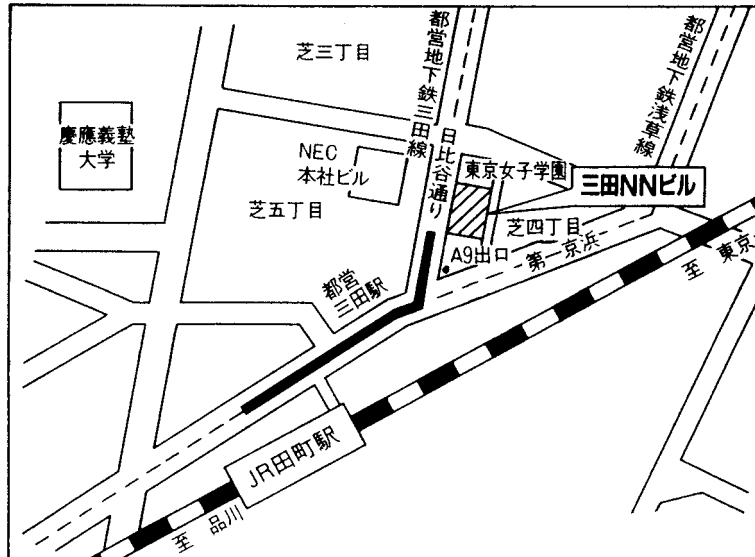 芝三丁目
都営地下鉄三田線
都営地下鉄浅草線
慶應義塾
大学
NEC
本社ビル
日比谷通り
東京女子学園
三田NNビル
芝五丁目
芝四丁目
A9出口
第一京浜
都営
三田駅
至 東京
JR田町駅
至 品川